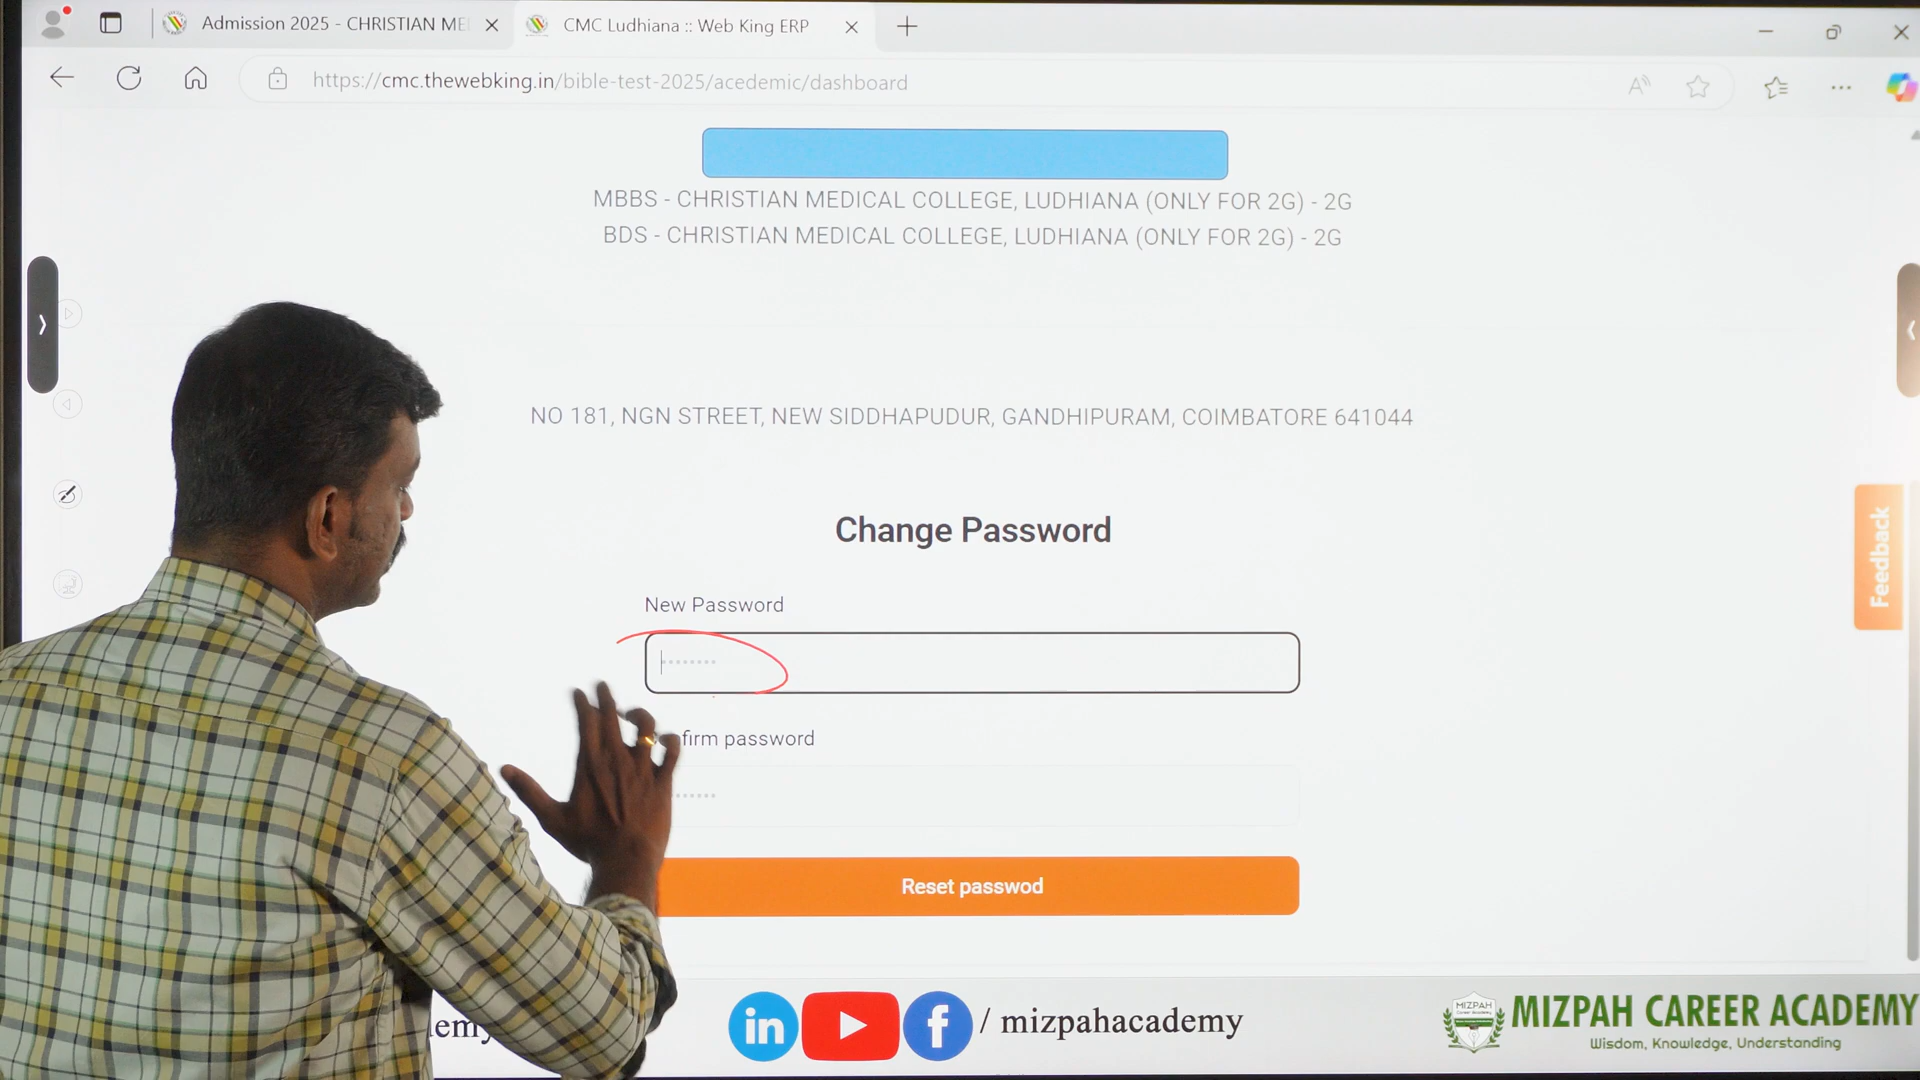 Admission 2025 - CHRISTIAN ME
CMC Ludhiana :: Web King ERP
https://cmc.thewebking.in/bible-test-2025/acedemic/dashboard
MBBS - CHRISTIAN MEDICAL COLLEGE, LUDHIANA (ONLY FOR 2G) - 2G
BDS - CHRISTIAN MEDICAL COLLEGE, LUDHIANA (ONLY FOR 2G) - 2G
NO 181, NGN STREET, NEW SIDDHAPUDUR, GANDHIPURAM, COIMBATORE 641044
Change Password
Feedback
New Password
firm password
Reset passwod
in
f
/ mizpahacademy
MIZPAH
MIZPAH CAREER ACADEMY
Wisdom, Knowledge, Understanding